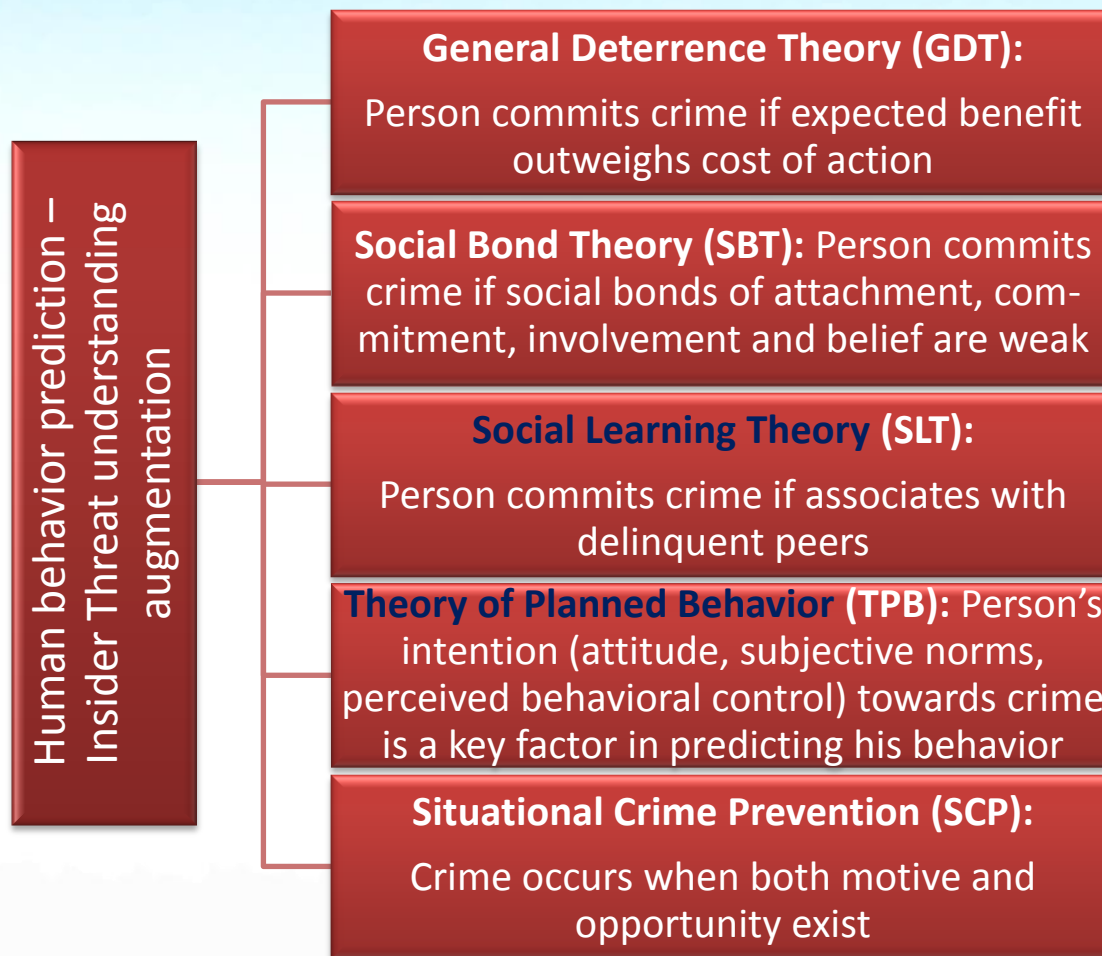 Human behavior prediction –
Insider Threat understanding
augmentation
General Deterrence Theory (GDT):
Person commits crime if expected benefit
outweighs cost of action
Social Bond Theory (SBT): Person commits
crime if social bonds of attachment, com-
mitment, involvement and belief are weak
Social Learning Theory (SLT):
Person commits crime if associates with
delinquent peers
Theory of Planned Behavior (TPB): Person’s
intention (attitude, subjective norms,
perceived behavioral control) towards crime
is a key factor in predicting his behavior
Situational Crime Prevention (SCP):
Crime occurs when both motive and
opportunity exist